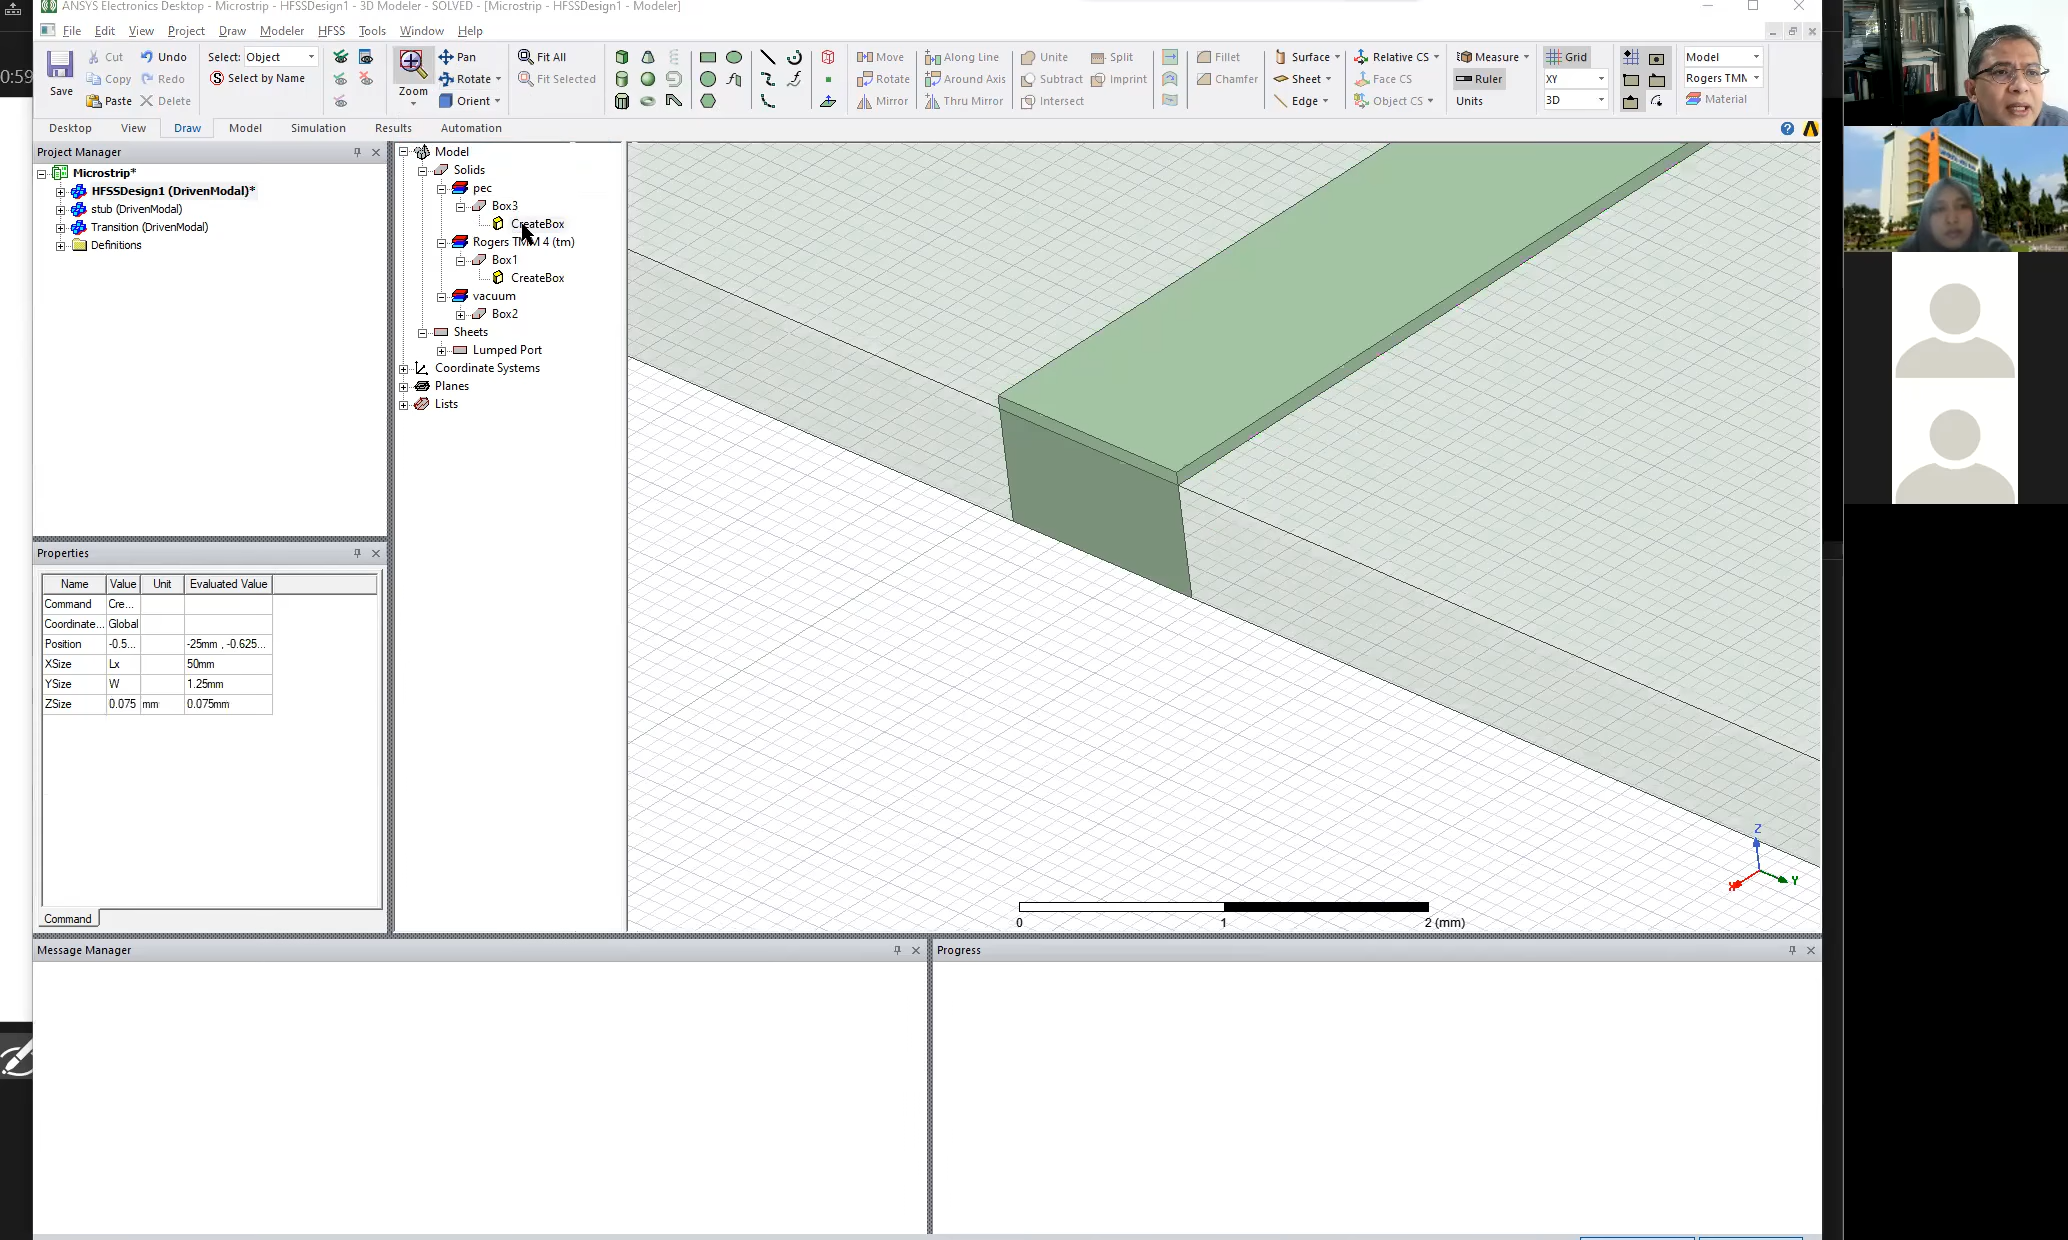 ANSYS Electronics Desktop - Microstrip - HFSSDesign1 - 3D Modeler - SOLVED - [Microstrip - HFSSDesign1 - Modeler]
File Edit View Project Draw Modeler HFSS Tools Window Help
0:59
Save
Cut
Copy
Paste
Undo
Redo
Delete
Select: Object
Select by Name
Zoom
Pan
Rotate
Orient
Fit All
Fit Selected
Move
Rotate
Mirror
Along Line
Around Axis
Thru Mirror
Unite
Subtract
Intersect
Split
Imprint
Fillet
Chamfer
Surface
Sheet
Edge
Relative CS
Face CS
Object CS
Measure
Ruler
Units
Grid
XY
3D
Model
Rogers TMM
Material
Desktop View Draw Model Simulation Results Automation
Project Manager
Microstrip*
HFSSDesign1 (DrivenModal)*
stub (DrivenModal)
Transition (DrivenModal)
Definitions
Model
Solids
pec
Box3
CreateBox
Rogers TMM 4 (tm)
Box1
CreateBox
vacuum
Box2
Sheets
Lumped Port
Coordinate Systems
Planes
Lists
Properties
Name Value Unit Evaluated Value
Command Cre...
Coordinate... Global
Position -0.5... -25mm , -0.625...
XSize Lx 50mm
YSize W 1.25mm
ZSize 0.075 mm 0.075mm
Command
Z
X
Y
0 1 2 (mm)
Message Manager
Progress